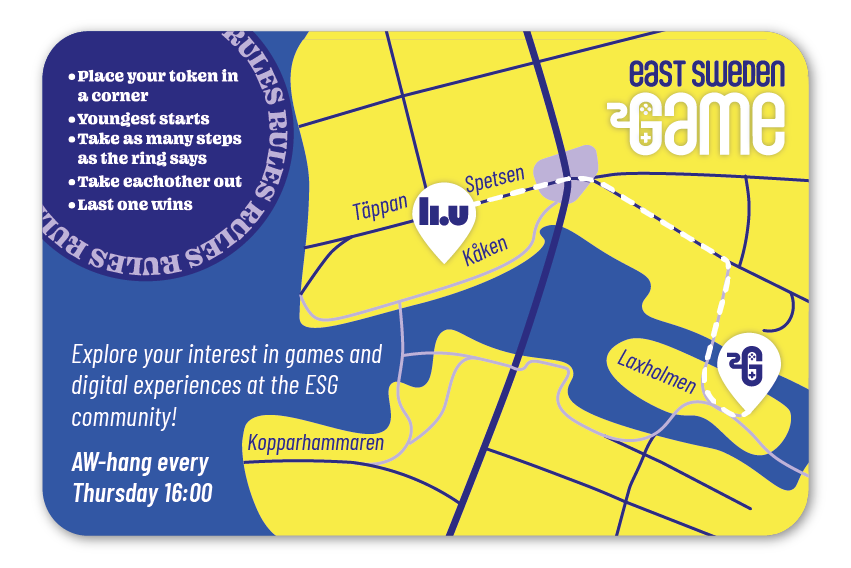 RULES RULES RULES RULES RULES
• Place your token in
a corner
• Youngest starts
• Take as many steps
as the ring says
• Take eachother out
• Last one wins
EAST SWEDEN
GAME
Spetsen
Täppan
li.u
Kåken
Laxholmen
G
Explore your interest in games and
digital experiences at the ESG
community!
Kopparhammaren
AW-hang every
Thursday 16:00